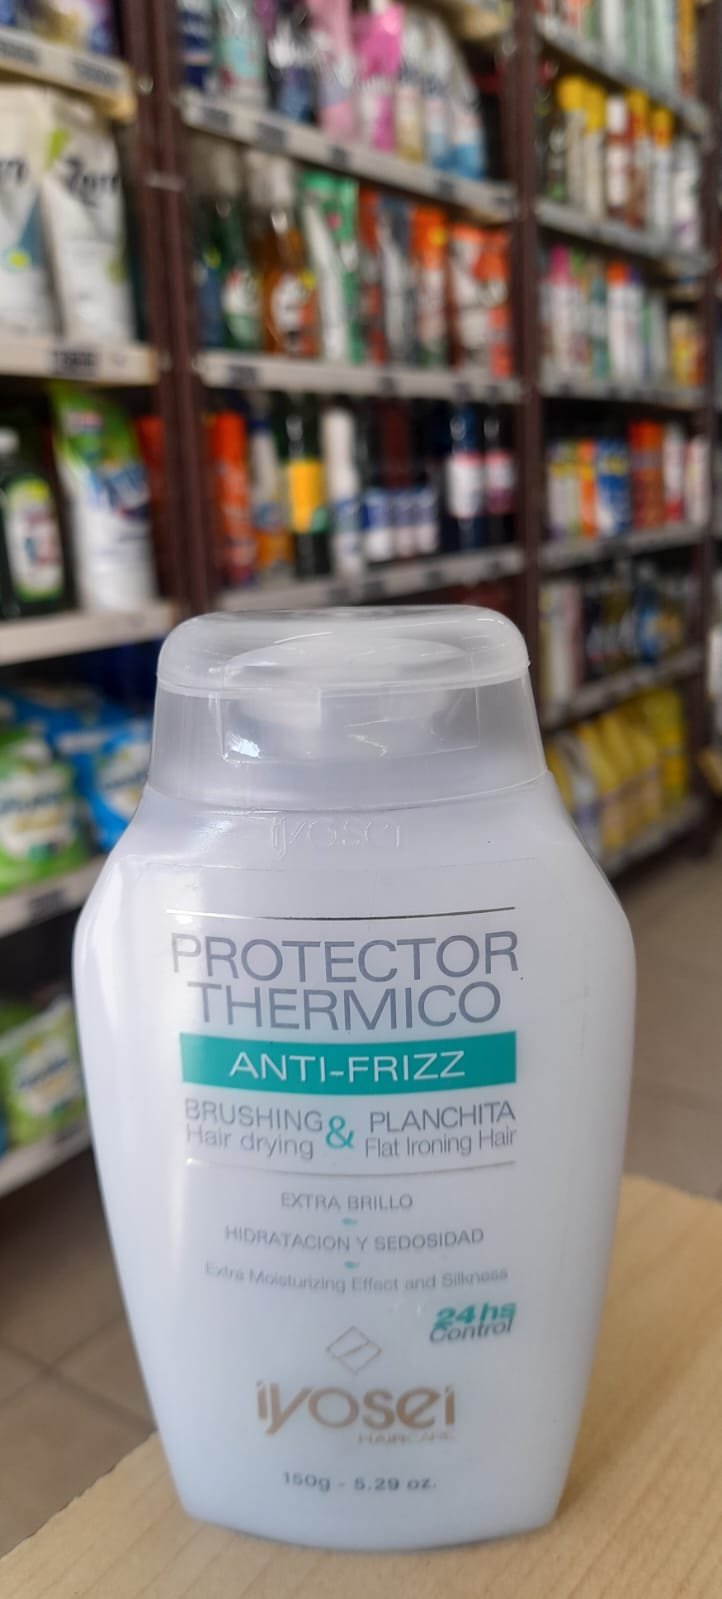 iyosei
PROTECTOR
THERMICO
ANTI-FRIZZ
BRUSHING & PLANCHITA
Hair drying Flat Ironing Hair
EXTRA BRILLO
HIDRATACION Y SEDOSIDAD
Extra Moisturizing Effect and Silkness
24hs
Control
iyosei
HAIRCARE
150g - 5.29 oz.